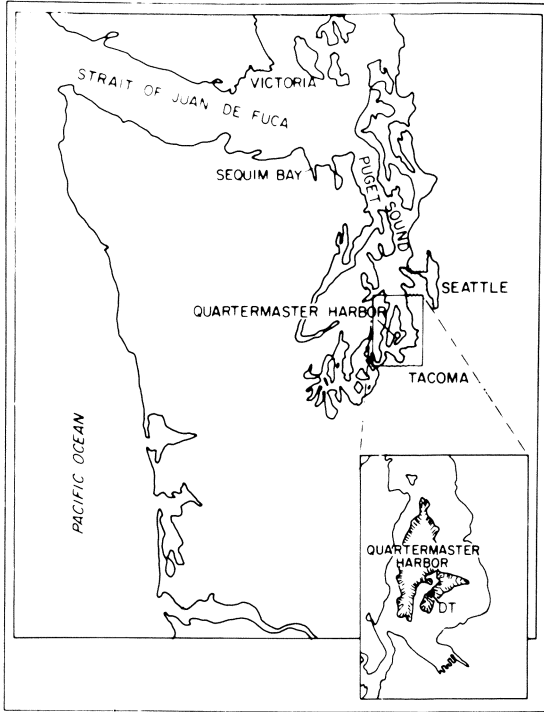 VICTORIA
STRAIT OF JUAN DE FUCA
SEQUIM BAY
PUGET SOUND
SEATTLE
QUARTERMASTER HARBOR
TACOMA
PACIFIC OCEAN
QUARTERMASTER
HARBOR
DT